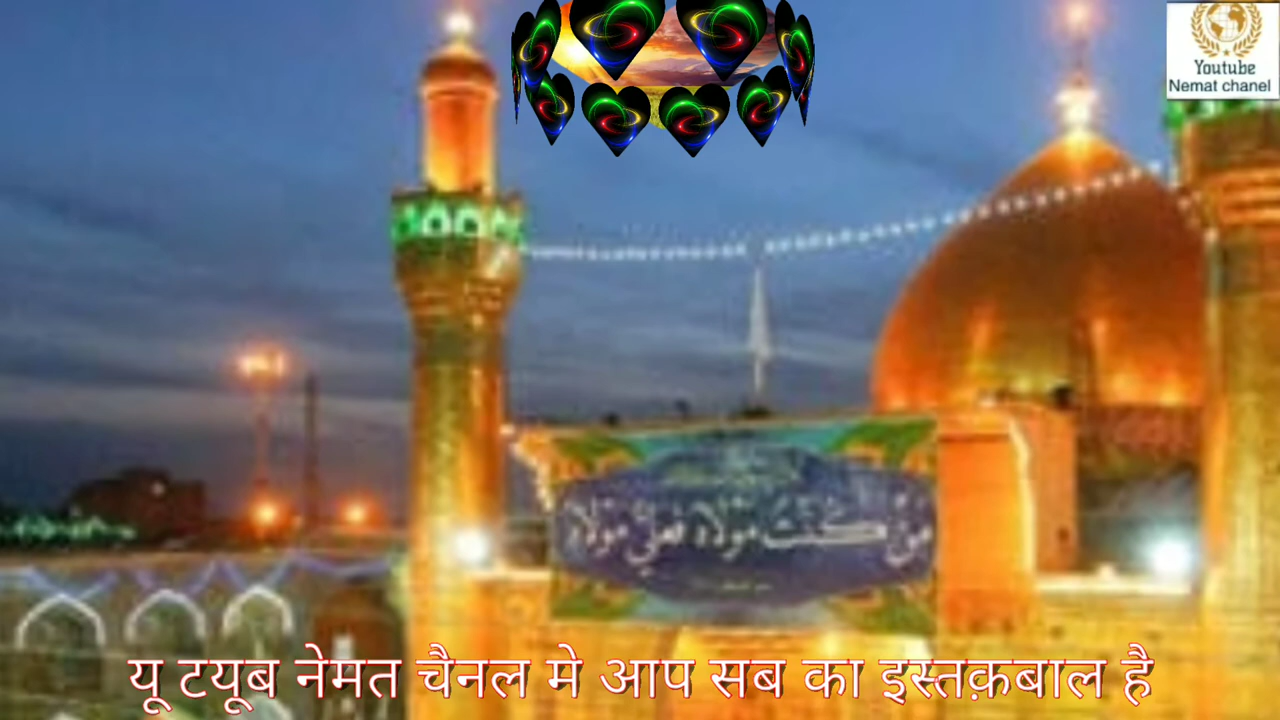 Youtube
Nemat chanel
من كنت مولاه فعلي مولاه
यू टयूब नेमत चैनल मे आप सब का इस्तक़बाल है